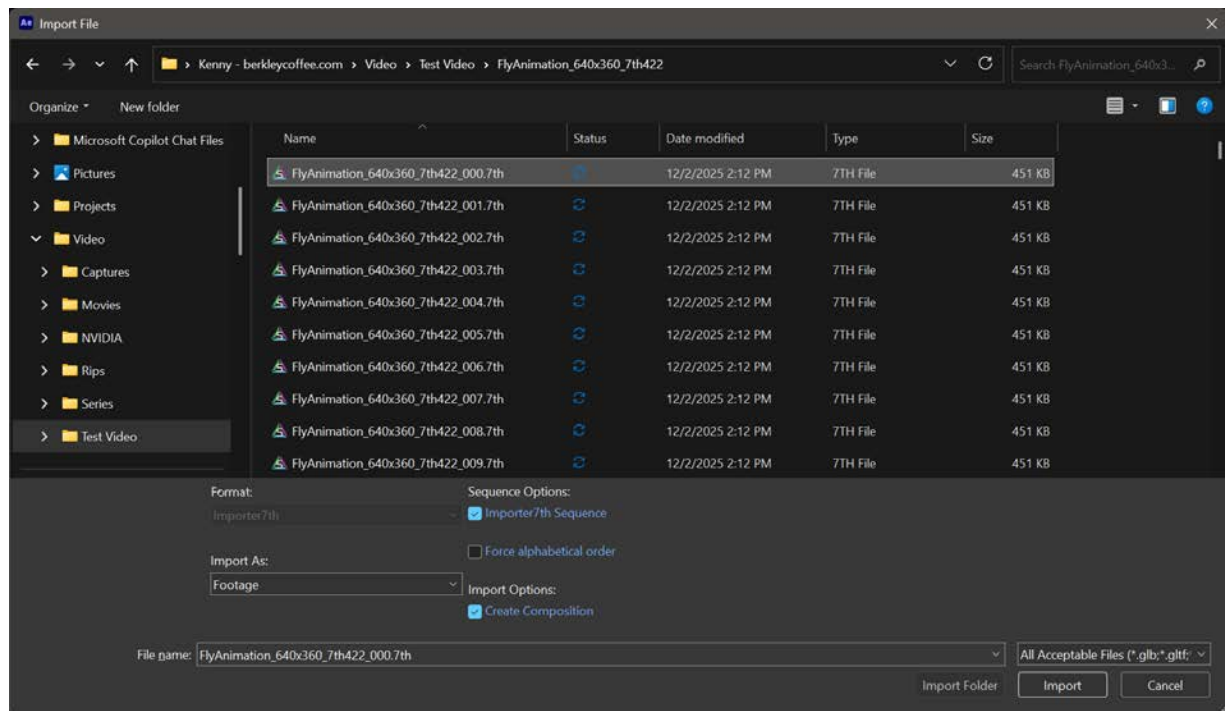 Ae Import File
Kenny - berkleycoffee.com > Video > Test Video > FlyAnimation_640x360_7th422
Search FlyAnimation_640x3...
Organize New folder
Name Status Date modified Type Size
Microsoft Copilot Chat Files
Pictures
Projects
Video
Captures
Movies
NVIDIA
Rips
Series
Test Video
FlyAnimation_640x360_7th422_000.7th 12/2/2025 2:12 PM 7TH File 451 KB
FlyAnimation_640x360_7th422_001.7th 12/2/2025 2:12 PM 7TH File 451 KB
FlyAnimation_640x360_7th422_002.7th 12/2/2025 2:12 PM 7TH File 451 KB
FlyAnimation_640x360_7th422_003.7th 12/2/2025 2:12 PM 7TH File 451 KB
FlyAnimation_640x360_7th422_004.7th 12/2/2025 2:12 PM 7TH File 451 KB
FlyAnimation_640x360_7th422_005.7th 12/2/2025 2:12 PM 7TH File 451 KB
FlyAnimation_640x360_7th422_006.7th 12/2/2025 2:12 PM 7TH File 451 KB
FlyAnimation_640x360_7th422_007.7th 12/2/2025 2:12 PM 7TH File 451 KB
FlyAnimation_640x360_7th422_008.7th 12/2/2025 2:12 PM 7TH File 451 KB
FlyAnimation_640x360_7th422_009.7th 12/2/2025 2:12 PM 7TH File 451 KB
Format:
Importer7th
Import As:
Footage
Sequence Options:
Importer7th Sequence
Force alphabetical order
Import Options:
Create Composition
File name: FlyAnimation_640x360_7th422_000.7th
All Acceptable Files (*.glb;*.gltf;
Import Folder Import Cancel